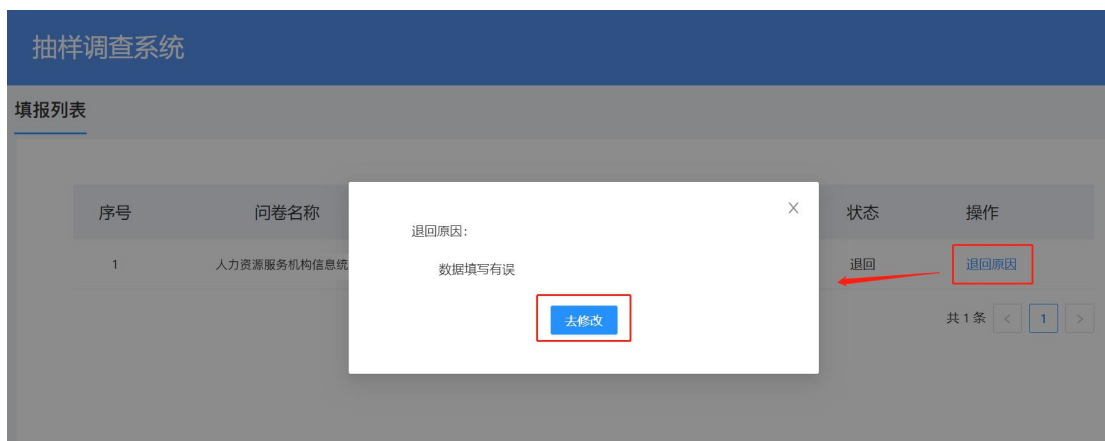 抽样调查系统
填报列表
序号 问卷名称 状态 操作
1 人力资源服务机构信息统 退回 退回原因
退回原因：
数据填写有误
去修改
共 1 条 < 1 >